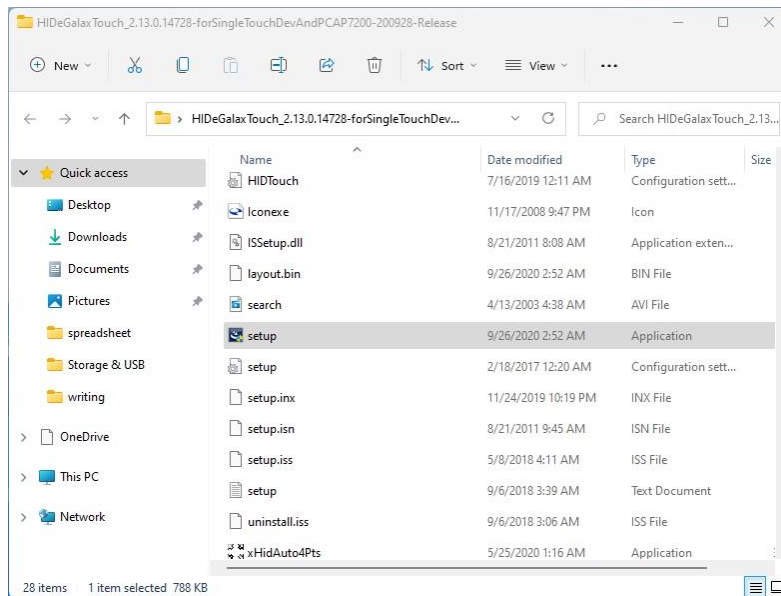 HIDeGalaxTouch_2.13.0.14728-forSingleTouchDevAndPCAP7200-200928-Release
New Sort View
HIDeGalaxTouch_2.13.0.14728-forSingleTouchDev... Search HIDeGalaxTouch_2.13...
Name Date modified Type Size
Quick access
Desktop
Downloads
Documents
Pictures
spreadsheet
Storage & USB
writing
OneDrive
This PC
Network
HIDTouch 7/16/2019 12:11 AM Configuration sett...
Iconexe 11/17/2008 9:47 PM Icon
ISSetup.dll 8/21/2011 8:08 AM Application exten...
layout.bin 9/26/2020 2:52 AM BIN File
search 4/13/2003 4:38 AM AVI File
setup 9/26/2020 2:52 AM Application
setup 2/18/2017 12:20 AM Configuration sett...
setup.inx 11/24/2019 10:19 PM INX File
setup.isn 8/21/2011 9:45 AM ISN File
setup.iss 5/8/2018 4:11 AM ISS File
setup 9/6/2018 3:39 AM Text Document
uninstall.iss 9/6/2018 3:06 AM ISS File
xHidAuto4Pts 5/25/2020 1:16 AM Application
28 items 1 item selected 788 KB